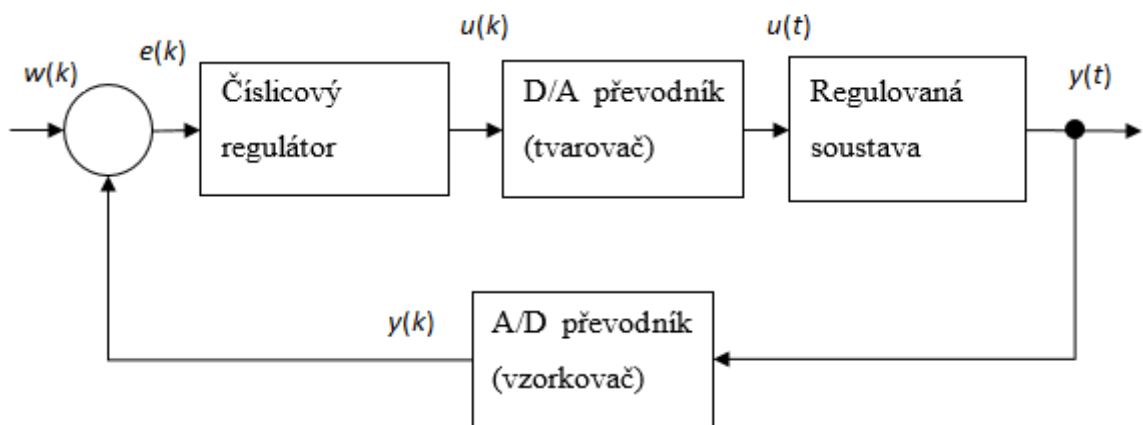 w(k)
e(k)
Číslicový
regulátor
u(k)
D/A převodník
(tvarovač)
u(t)
Regulovaná
soustava
y(t)
y(k)
A/D převodník
(vzorkovač)